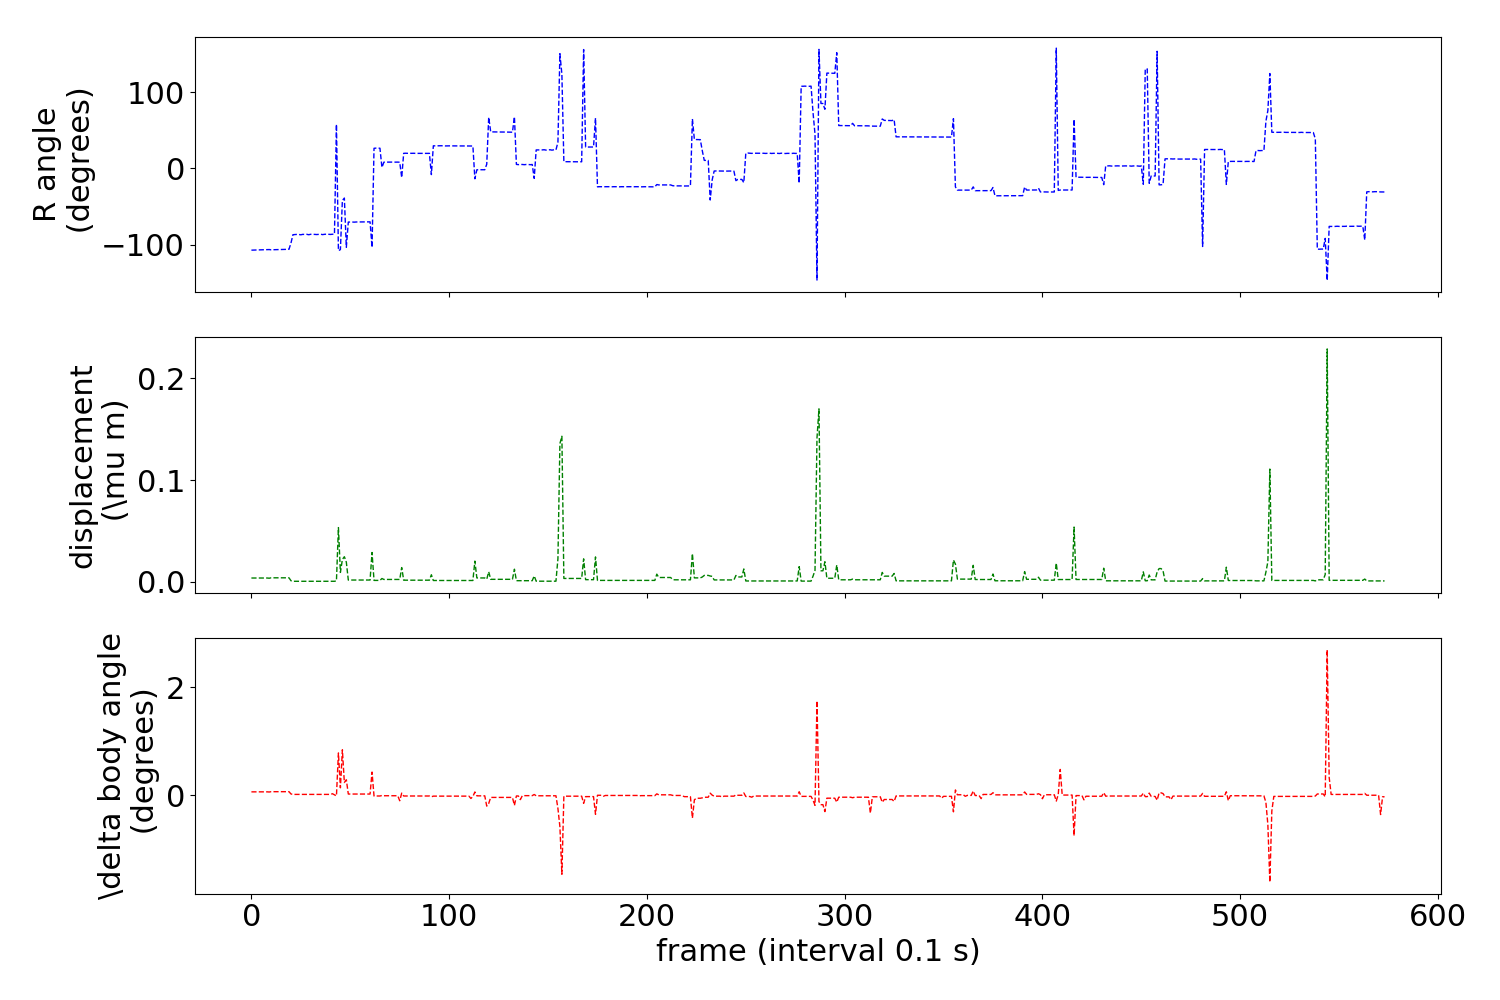 R angle
(degrees)
100
0
−100
displacement
(\mu m)
0.2
0.1
0.0
\delta body angle
(degrees)
2
0
0 100 200 300 400 500 600
frame (interval 0.1 s)